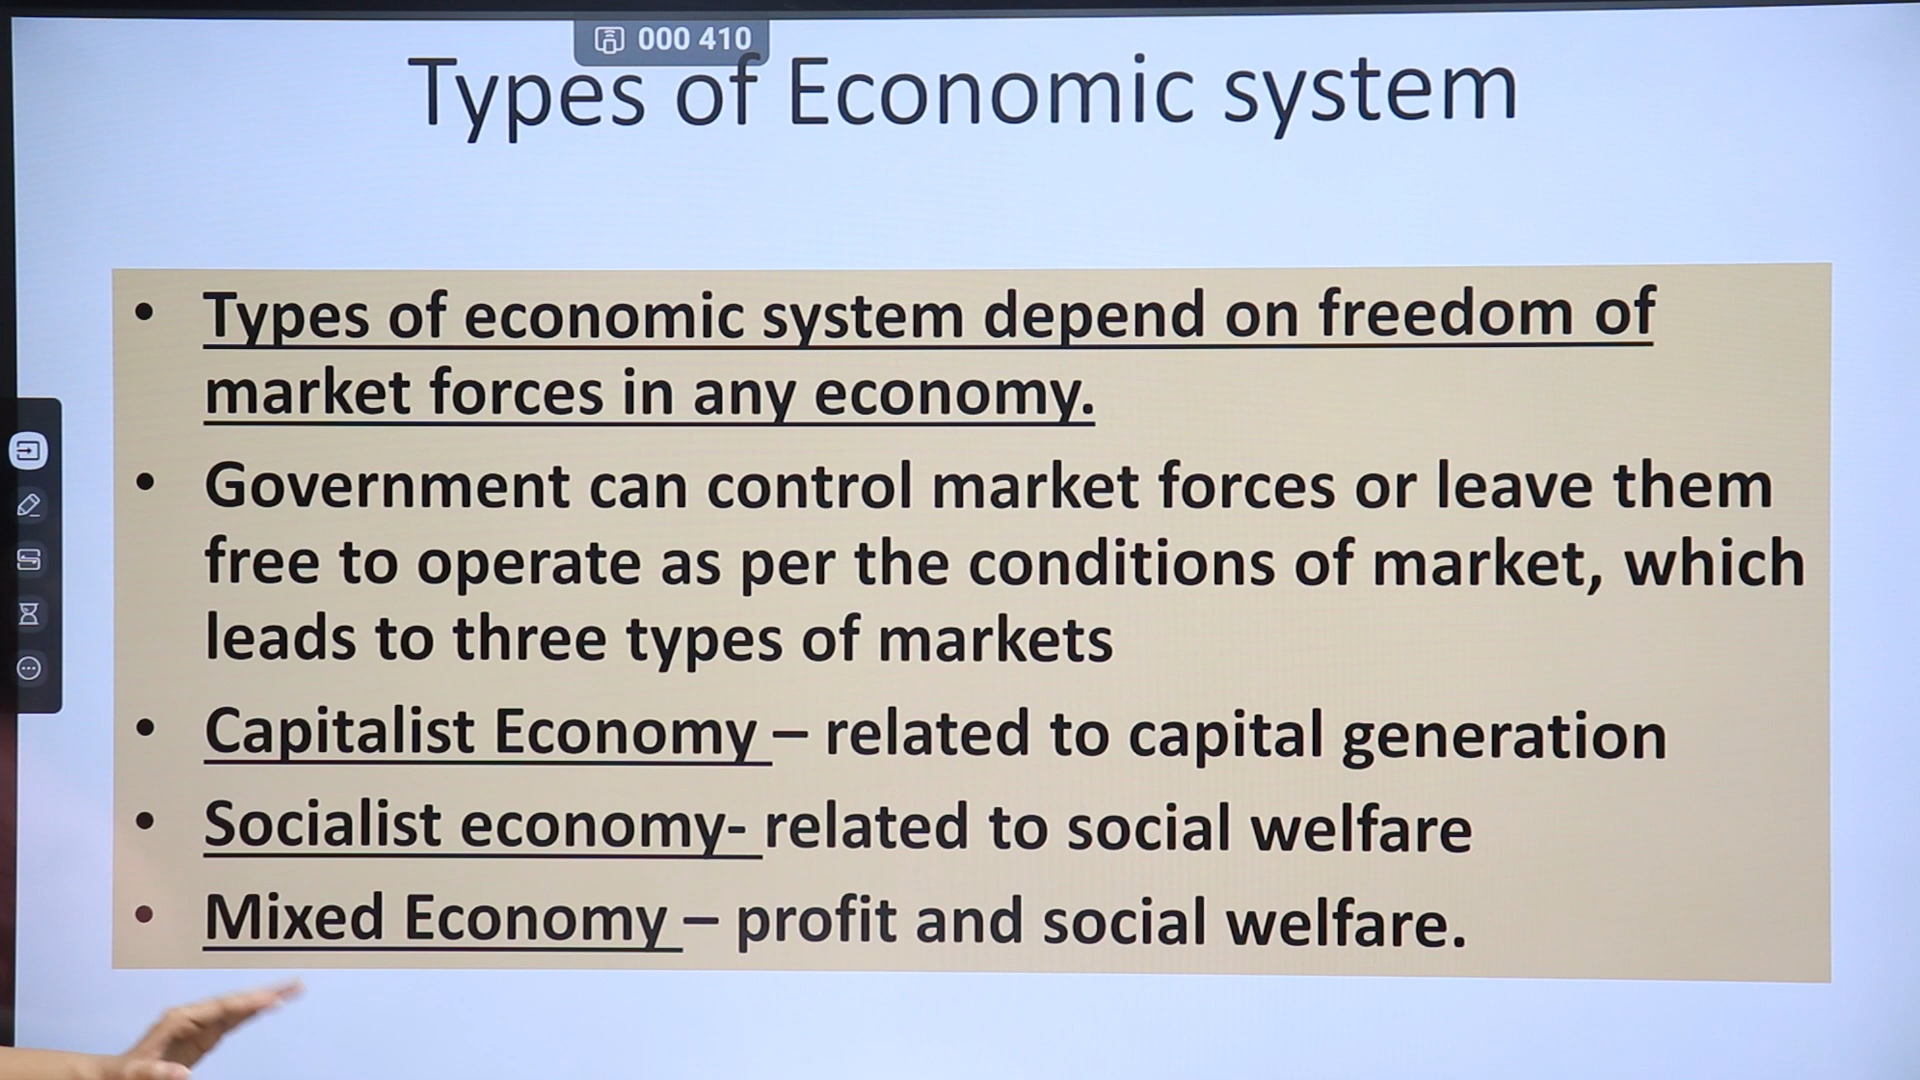 000 410
Types of Economic system
• Types of economic system depend on freedom of
market forces in any economy.
• Government can control market forces or leave them
free to operate as per the conditions of market, which
leads to three types of markets
• Capitalist Economy – related to capital generation
• Socialist economy- related to social welfare
• Mixed Economy – profit and social welfare.